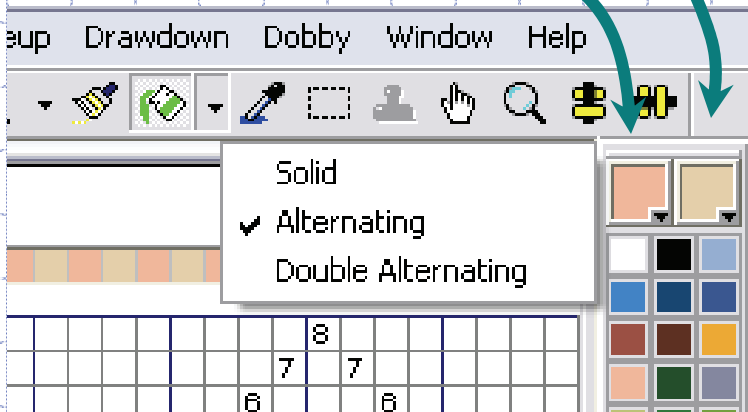 eup Drawdown Dobby Window Help
Solid
Alternating
Double Alternating
8
7 7
6 6